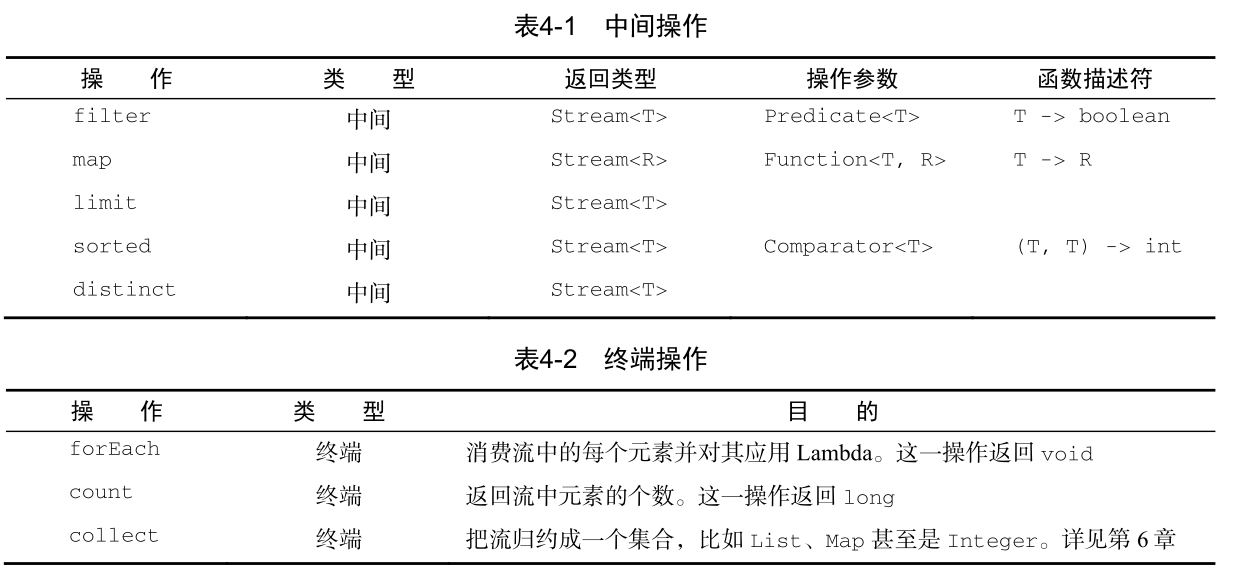 表4-1 中间操作
操 作 类 型 返回类型 操作参数 函数描述符
filter 中间 Stream<T> Predicate<T> T -> boolean
map 中间 Stream<R> Function<T, R> T -> R
limit 中间 Stream<T>
sorted 中间 Stream<T> Comparator<T> (T, T) -> int
distinct 中间 Stream<T>
表4-2 终端操作
操 作 类 型 目 的
forEach 终端 消费流中的每个元素并对其应用 Lambda。这一操作返回 void
count 终端 返回流中元素的个数。这一操作返回 long
collect 终端 把流归约成一个集合，比如 List、Map 甚至是 Integer。详见第 6 章